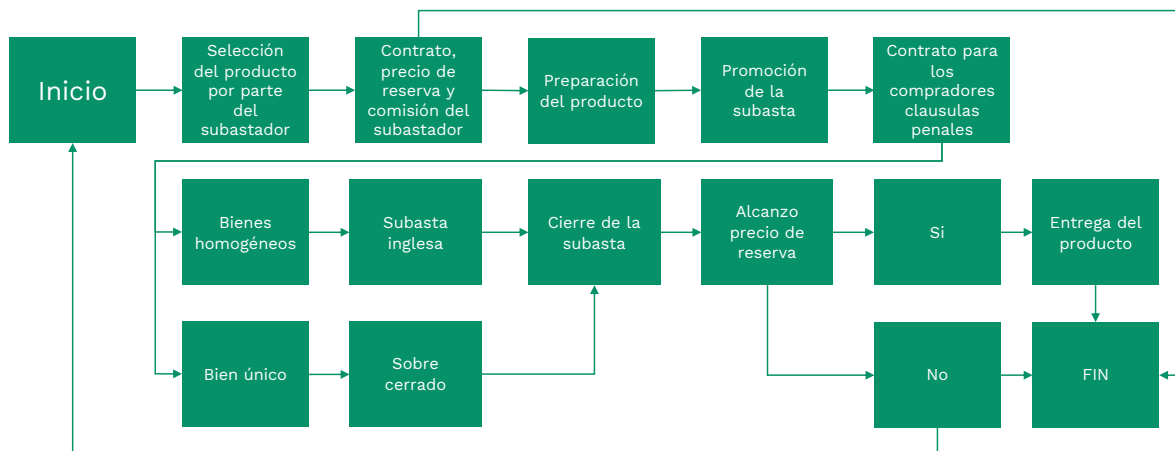 Inicio
Selección
del producto
por parte
del
subastador
Contrato,
precio de
reserva y
comisión del
subastador
Preparación
del producto
Promoción
de la
subasta
Contrato para
los
compradores
clausulas
penales
Bienes
homogéneos
Subasta
inglesa
Cierre de la
subasta
Alcanzo
precio de
reserva
Si
Entrega del
producto
Bien único
Sobre
cerrado
No
FIN